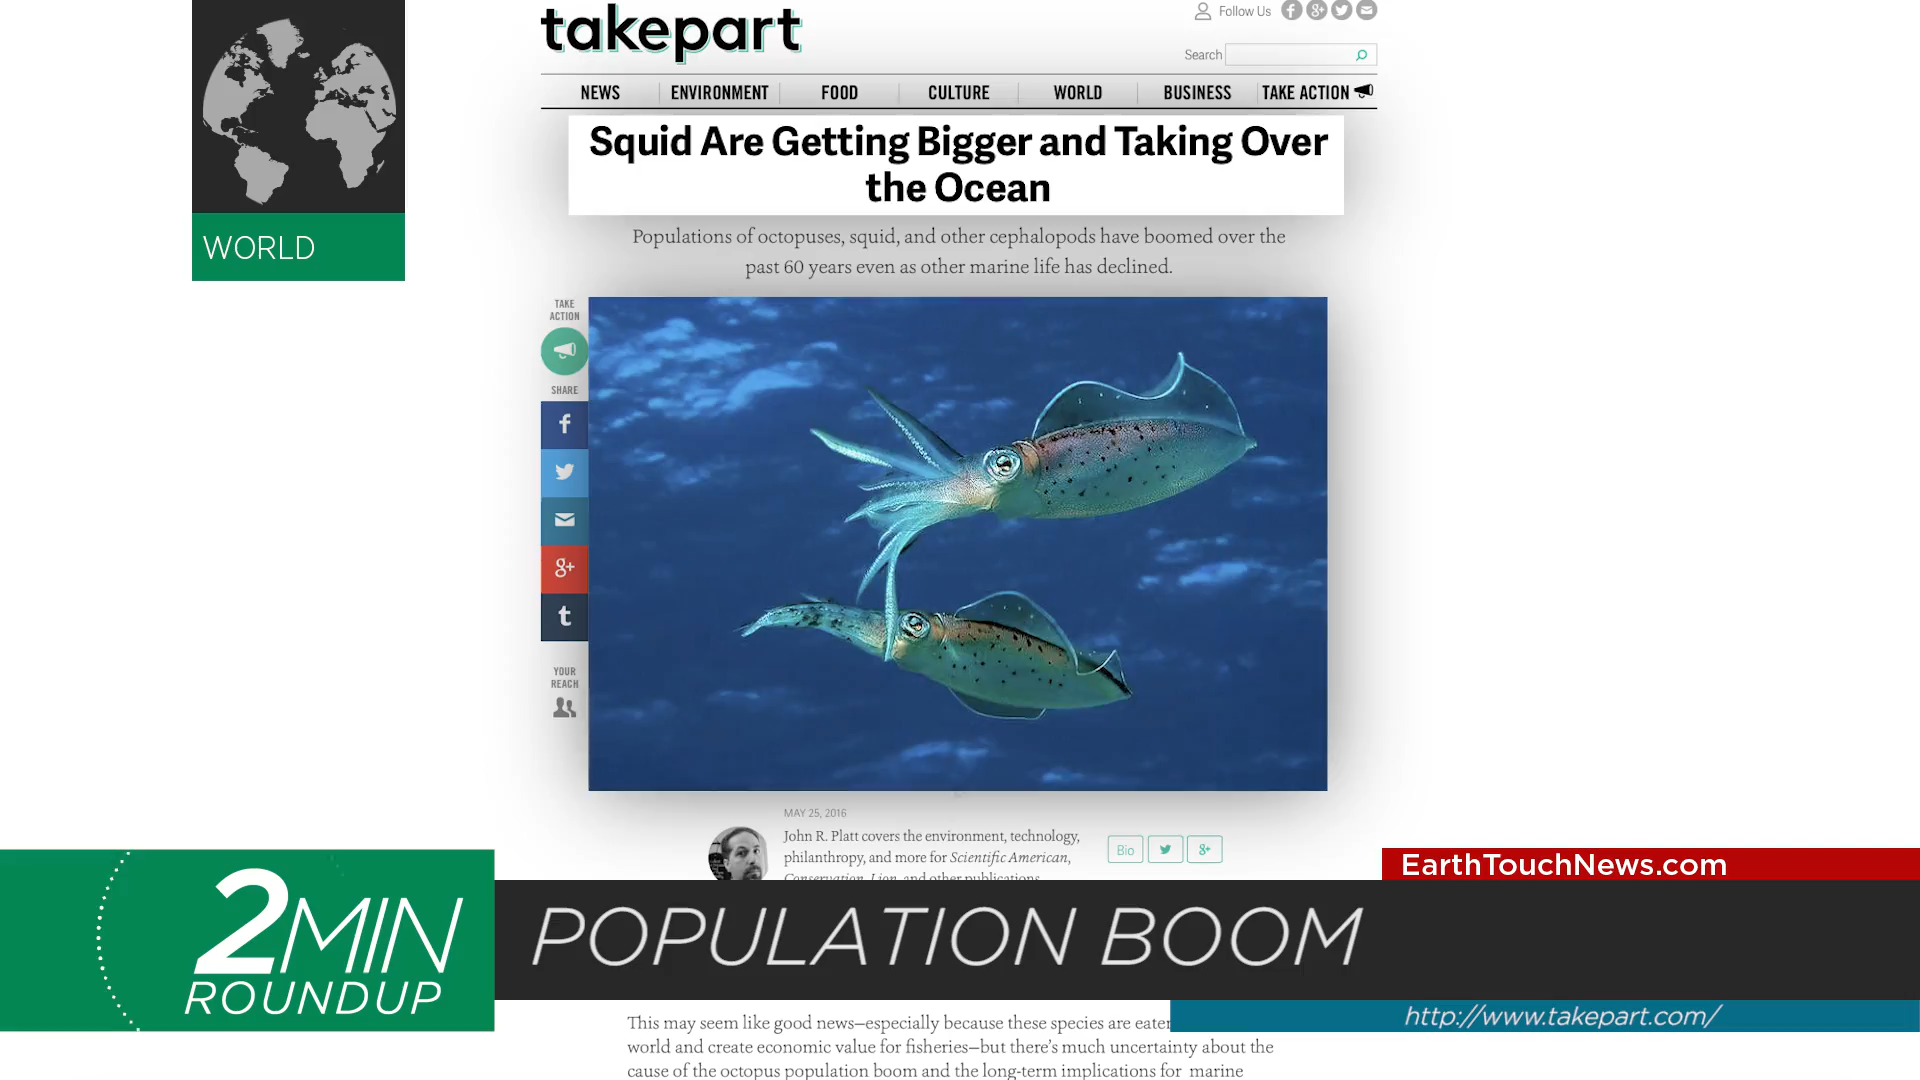 takepart
Follow Us
Search
NEWS
ENVIRONMENT
FOOD
CULTURE
WORLD
BUSINESS
TAKE ACTION
Squid Are Getting Bigger and Taking Over
the Ocean
WORLD
Populations of octopuses, squid, and other cephalopods have boomed over the
past 60 years even as other marine life has declined.
TAKE
ACTION
SHARE
f
g+
t
YOUR
REACH
MAY 25, 2016
John R. Platt covers the environment, technology,
philanthropy, and more for Scientific American,
Conservation, Lion, and other publications.
Bio
g+
EarthTouchNews.com
2MIN
ROUNDUP
POPULATION BOOM
http://www.takepart.com/
This may seem like good news—especially because these species are eaten
world and create economic value for fisheries—but there's much uncertainty about the
cause of the octopus population boom and the long-term implications for marine